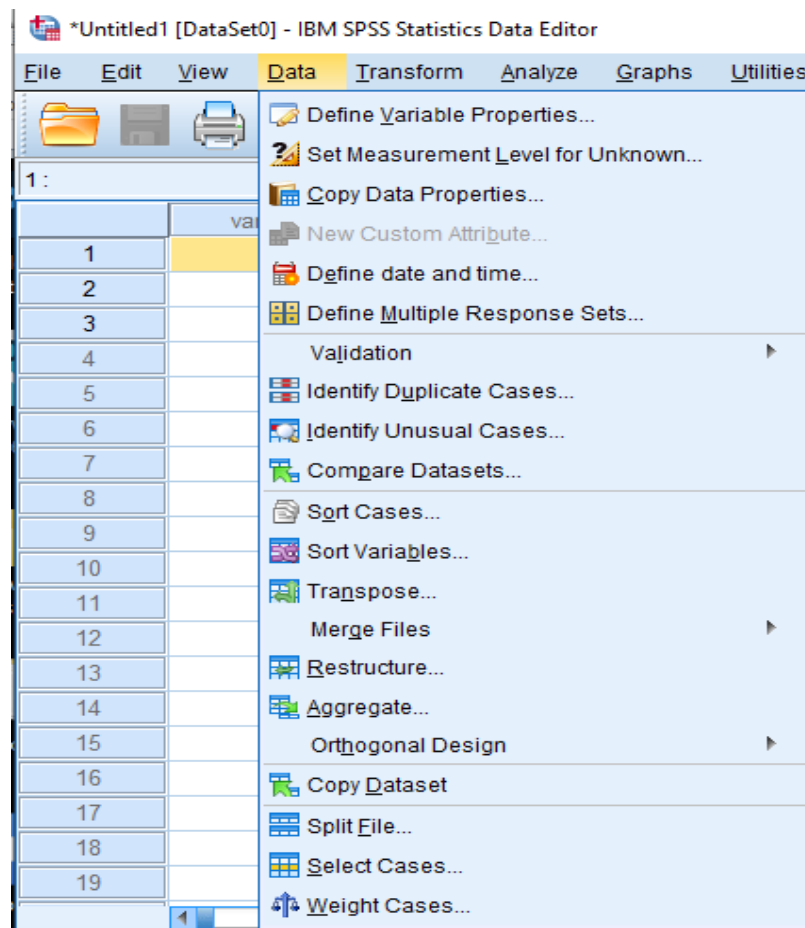 *Untitled1 [DataSet0] - IBM SPSS Statistics Data Editor
File Edit View Data Transform Analyze Graphs Utilities
1 :
var
1
2
3
4
5
6
7
8
9
10
11
12
13
14
15
16
17
18
19
Define Variable Properties...
Set Measurement Level for Unknown...
Copy Data Properties...
New Custom Attribute...
Define date and time...
Define Multiple Response Sets...
Validation
Identify Duplicate Cases...
Identify Unusual Cases...
Compare Datasets...
Sort Cases...
Sort Variables...
Transpose...
Merge Files
Restructure...
Aggregate...
Orthogonal Design
Copy Dataset
Split File...
Select Cases...
Weight Cases...